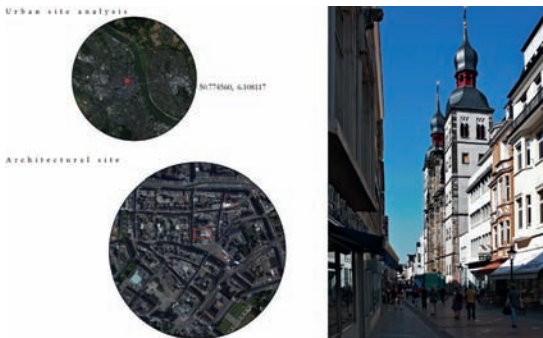 Urban site analysis
50.774560, 6.108117
Architectural site